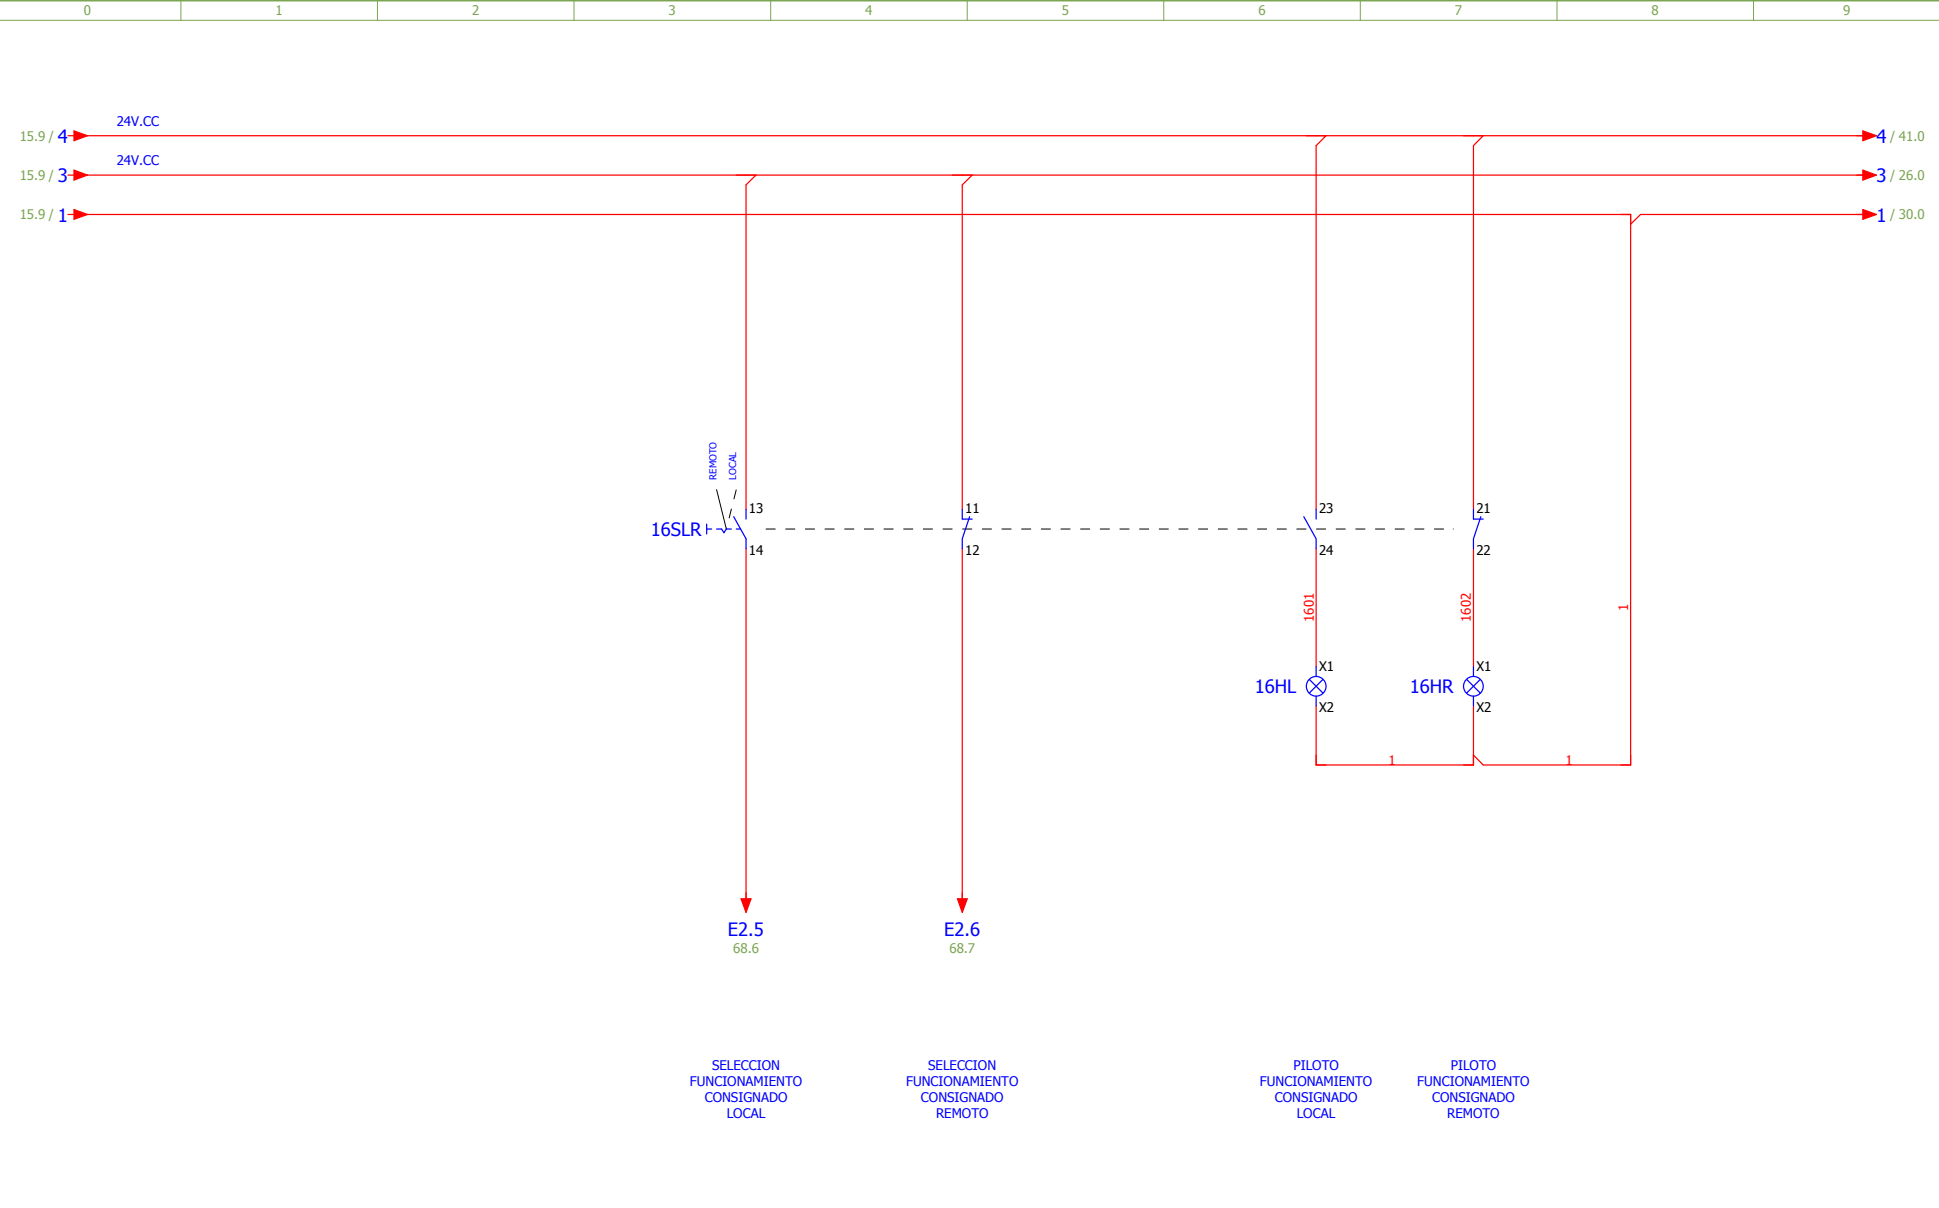 0 1 2 3 4 5 6 7 8 9
24V.CC
15.9 / 4 4 / 41.0
24V.CC
15.9 / 3 3 / 26.0
15.9 / 1 1 / 30.0
REMOTO
LOCAL
13 11 23 21
16SLR
14 12 24 22
1601 1602 1
X1 X1
16HL 16HR
X2 X2
1 1
E2.5 E2.6
68.6 68.7
SELECCION
FUNCIONAMIENTO
CONSIGNADO
LOCAL
SELECCION
FUNCIONAMIENTO
CONSIGNADO
REMOTO
PILOTO
FUNCIONAMIENTO
CONSIGNADO
LOCAL
PILOTO
FUNCIONAMIENTO
CONSIGNADO
REMOTO